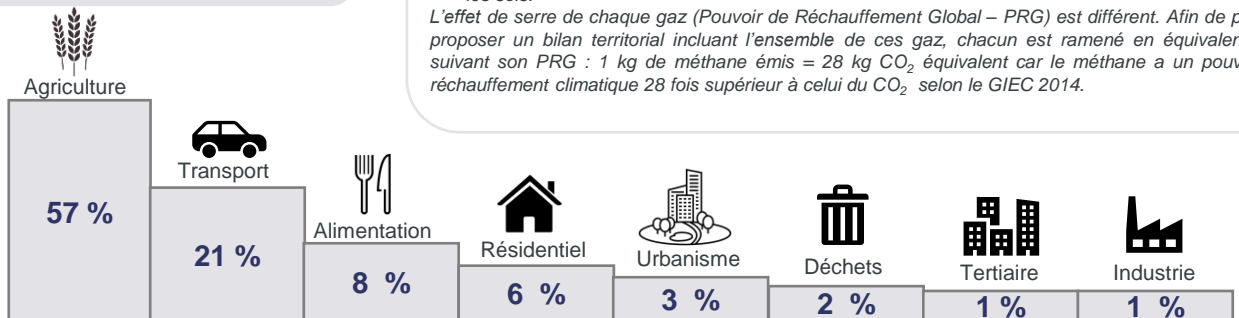 L'effet de serre de chaque gaz (Pouvoir de Réchauffement Global – PRG) est différent. Afin de p
proposer un bilan territorial incluant l'ensemble de ces gaz, chacun est ramené en équivalen
suivant son PRG : 1 kg de méthane émis = 28 kg CO₂ équivalent car le méthane a un pouv
réchauffement climatique 28 fois supérieur à celui du CO₂ selon le GIEC 2014.
Agriculture
57 %
Transport
21 %
Alimentation
8 %
Résidentiel
6 %
Urbanisme
3 %
Déchets
2 %
Tertiaire
1 %
Industrie
1 %